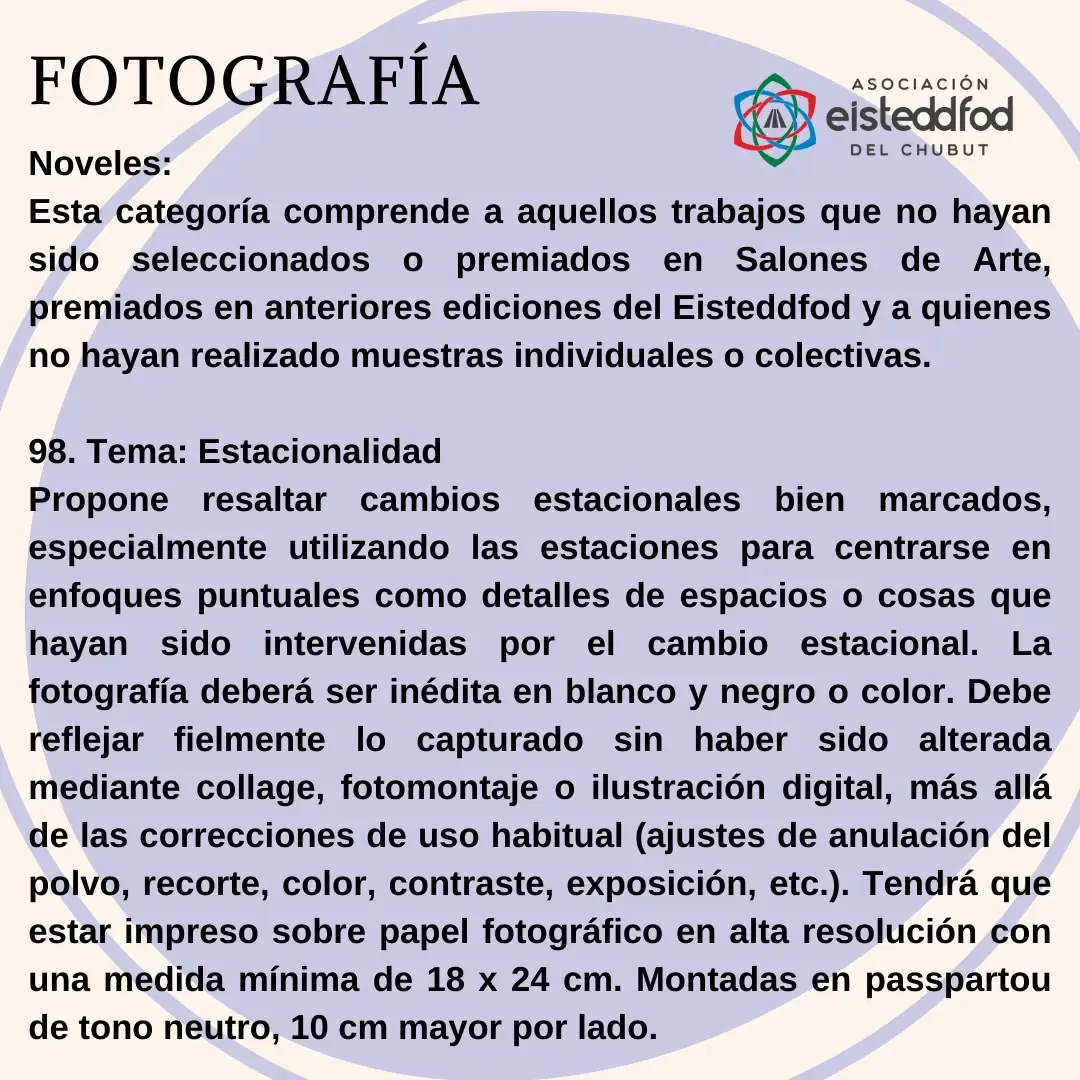 FOTOGRAFÍA
ASOCIACIÓN
eisteddfod
DEL CHUBUT
Noveles:
Esta categoría comprende a aquellos trabajos que no hayan
sido seleccionados o premiados en Salones de Arte,
premiados en anteriores ediciones del Eisteddfod y a quienes
no hayan realizado muestras individuales o colectivas.
98. Tema: Estacionalidad
Propone resaltar cambios estacionales bien marcados,
especialmente utilizando las estaciones para centrarse en
enfoques puntuales como detalles de espacios o cosas que
hayan sido intervenidas por el cambio estacional. La
fotografía deberá ser inédita en blanco y negro o color. Debe
reflejar fielmente lo capturado sin haber sido alterada
mediante collage, fotomontaje o ilustración digital, más allá
de las correcciones de uso habitual (ajustes de anulación del
polvo, recorte, color, contraste, exposición, etc.). Tendrá que
estar impreso sobre papel fotográfico en alta resolución con
una medida mínima de 18 x 24 cm. Montadas en passpartou
de tono neutro, 10 cm mayor por lado.